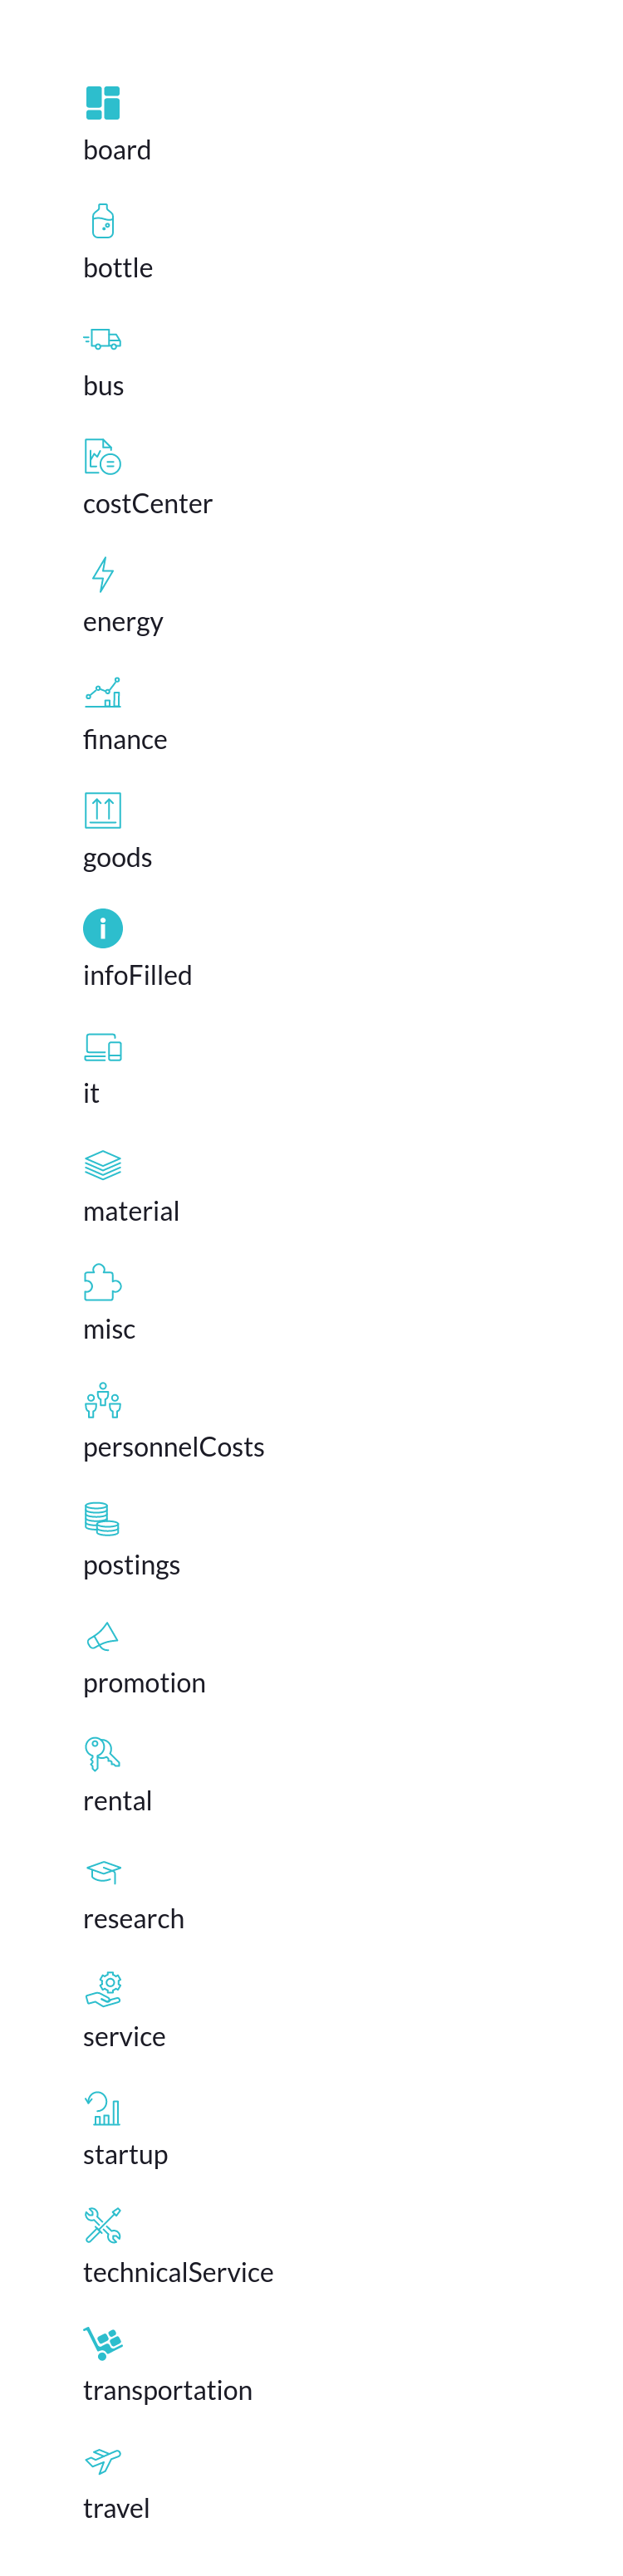 board
bottle
bus
costCenter
energy
finance
goods
infoFilled
it
material
misc
personnelCosts
postings
promotion
rental
research
service
startup
technicalService
transportation
travel